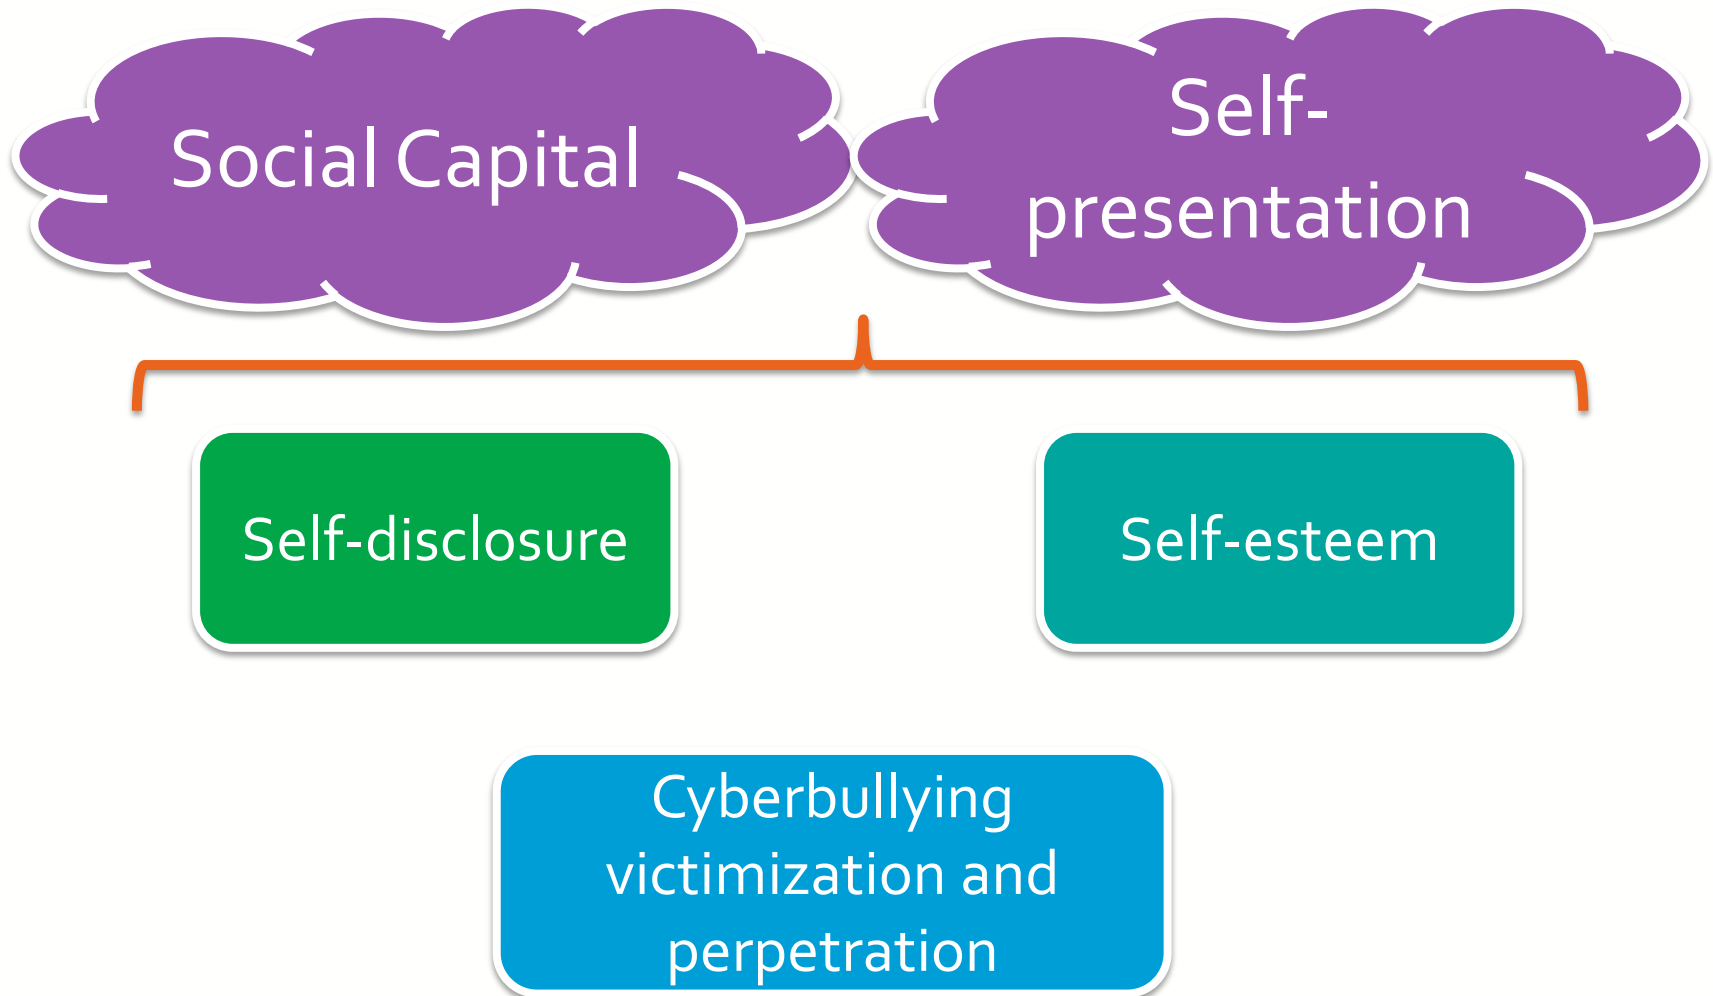 Social Capital
Self-
presentation
Self-disclosure
Self-esteem
Cyberbullying
victimization and
perpetration